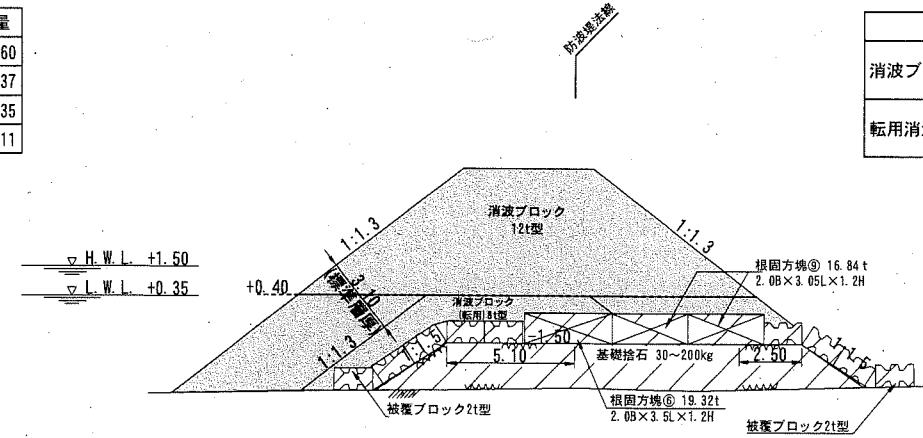 量
60
37
35
11
防波堤法線
消波ブ
転用消
消波ブロック
12t型
1:1.3
1:1.3
H.W.L. +1.50
L.W.L. +0.35
+0.40
3.10
(標準層厚)
消波ブロック
(転用)8t型
根固方塊⑨ 16.84t
2.0B×3.05L×1.2H
1:1.3
1:1.5
-1.50
5.10
基礎捨石 30~200kg
2.50
1:1.5
被覆ブロック2t型
根固方塊⑥ 19.32t
2.0B×3.5L×1.2H
被覆ブロック2t型